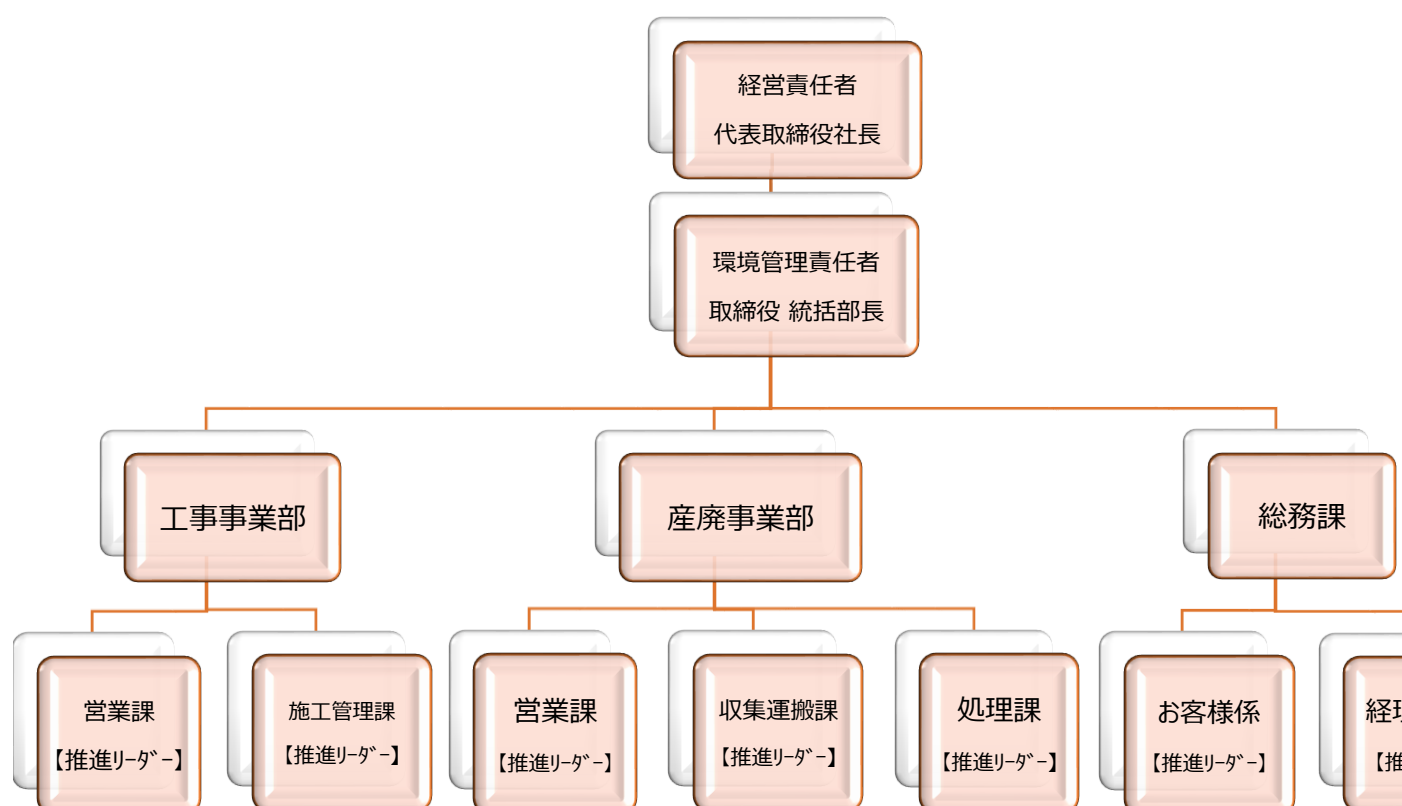 経営責任者
代表取締役社長
環境管理責任者
取締役 統括部長
工事事業部
産廃事業部
総務課
営業課
【推進ﾘｰﾀﾞｰ】
施工管理課
【推進ﾘｰﾀﾞｰ】
営業課
【推進ﾘｰﾀﾞｰ】
収集運搬課
【推進ﾘｰﾀﾞｰ】
処理課
【推進ﾘｰﾀﾞｰ】
お客様係
【推進ﾘｰﾀﾞｰ】